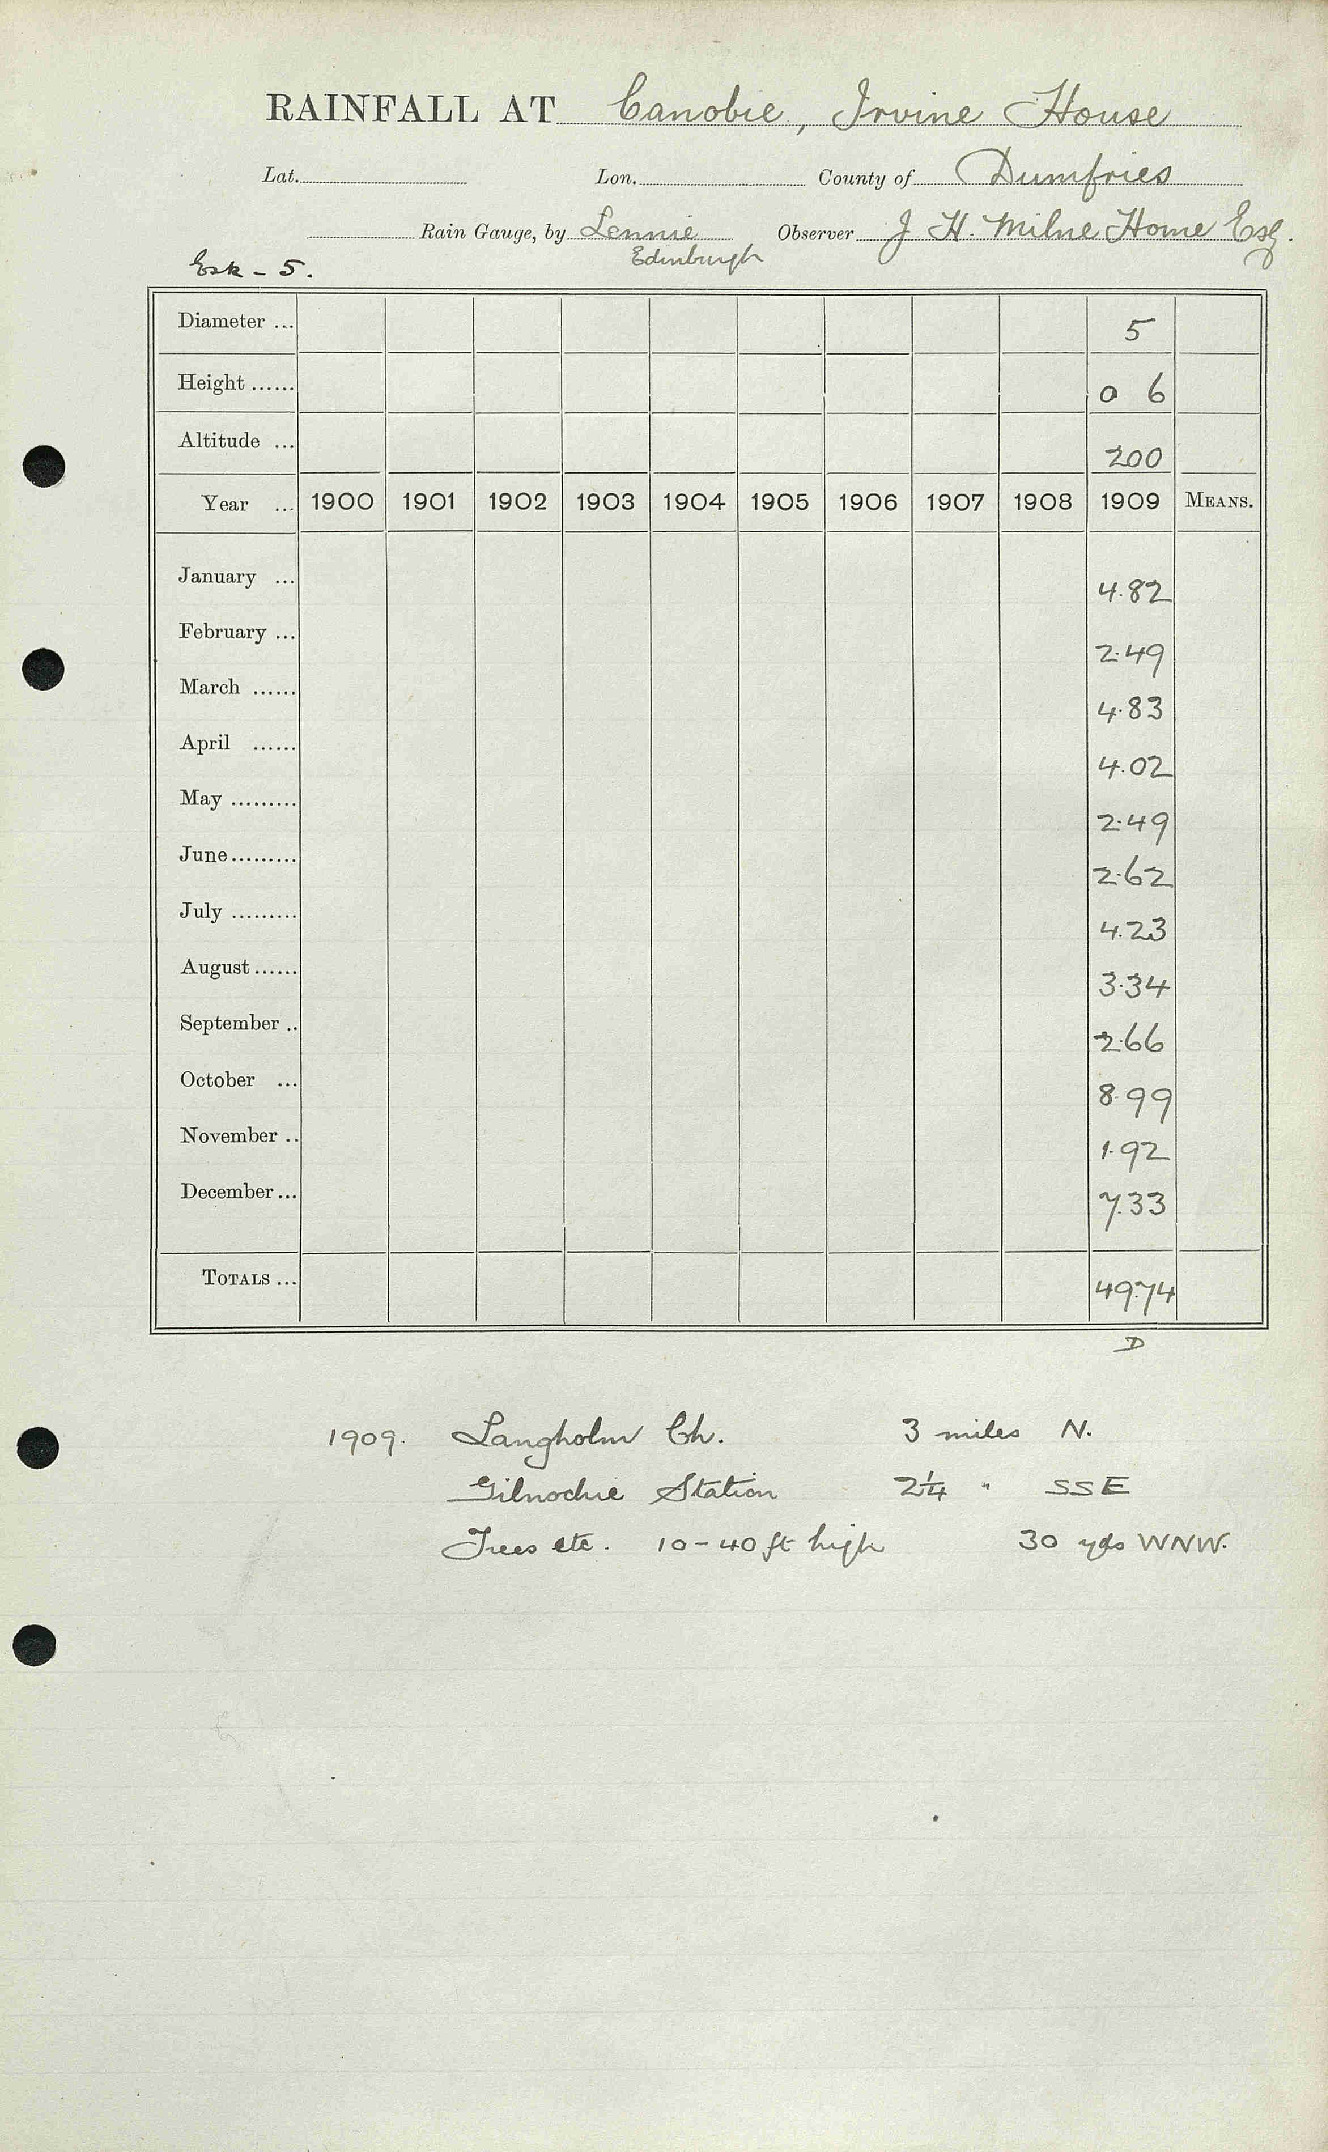 RAINFALL AT Canobie, Irvine House
Lat. Lon. County of Dumfries
Rain Gauge, by Lennie Observer J H. Milne Home Esq.
Edinburgh
Esk - 5.
Diameter ... 5
Height ...... 0 6
Altitude ... 200
Year ... 1900 1901 1902 1903 1904 1905 1906 1907 1908 1909 MEANS.
January ... 4.82
February ... 2.49
March ...... 4.83
April ...... 4.02
May ......... 2.49
June ......... 2.62
July ......... 4.23
August ...... 3.34
September .. 2.66
October ... 8.99
November .. 1.92
December ... 7.33
TOTALS ... 49.74
D
1909. Langholm Ch. 3 miles N.
Gilnochie Station 2¼ " SSE
Trees etc. 10-40 ft high 30 yds WNW.